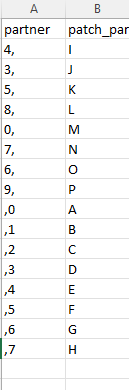 A B
partner patch_par
4, I
3, J
5, K
8, L
0, M
7, N
6, O
9, P
,0 A
,1 B
,2 C
,3 D
,4 E
,5 F
,6 G
,7 H